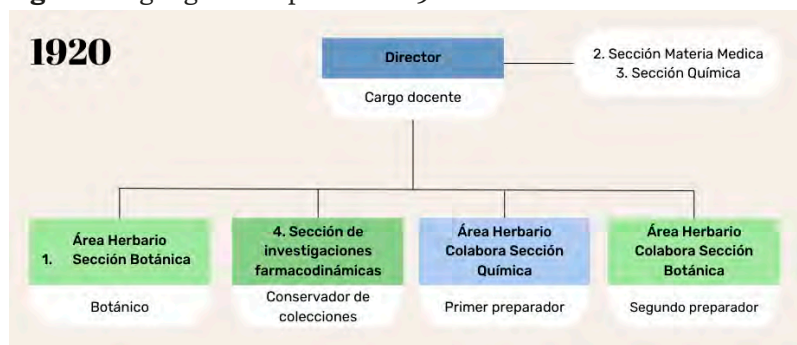 1920
Director
Cargo docente
2. Sección Materia Medica
3. Sección Química
Área Herbario
1. Sección Botánica
Botánico
4. Sección de
investigaciones
farmacodinámicas
Conservador de
colecciones
Área Herbario
Colabora Sección
Química
Primer preparador
Área Herbario
Colabora Sección
Botánica
Segundo preparador